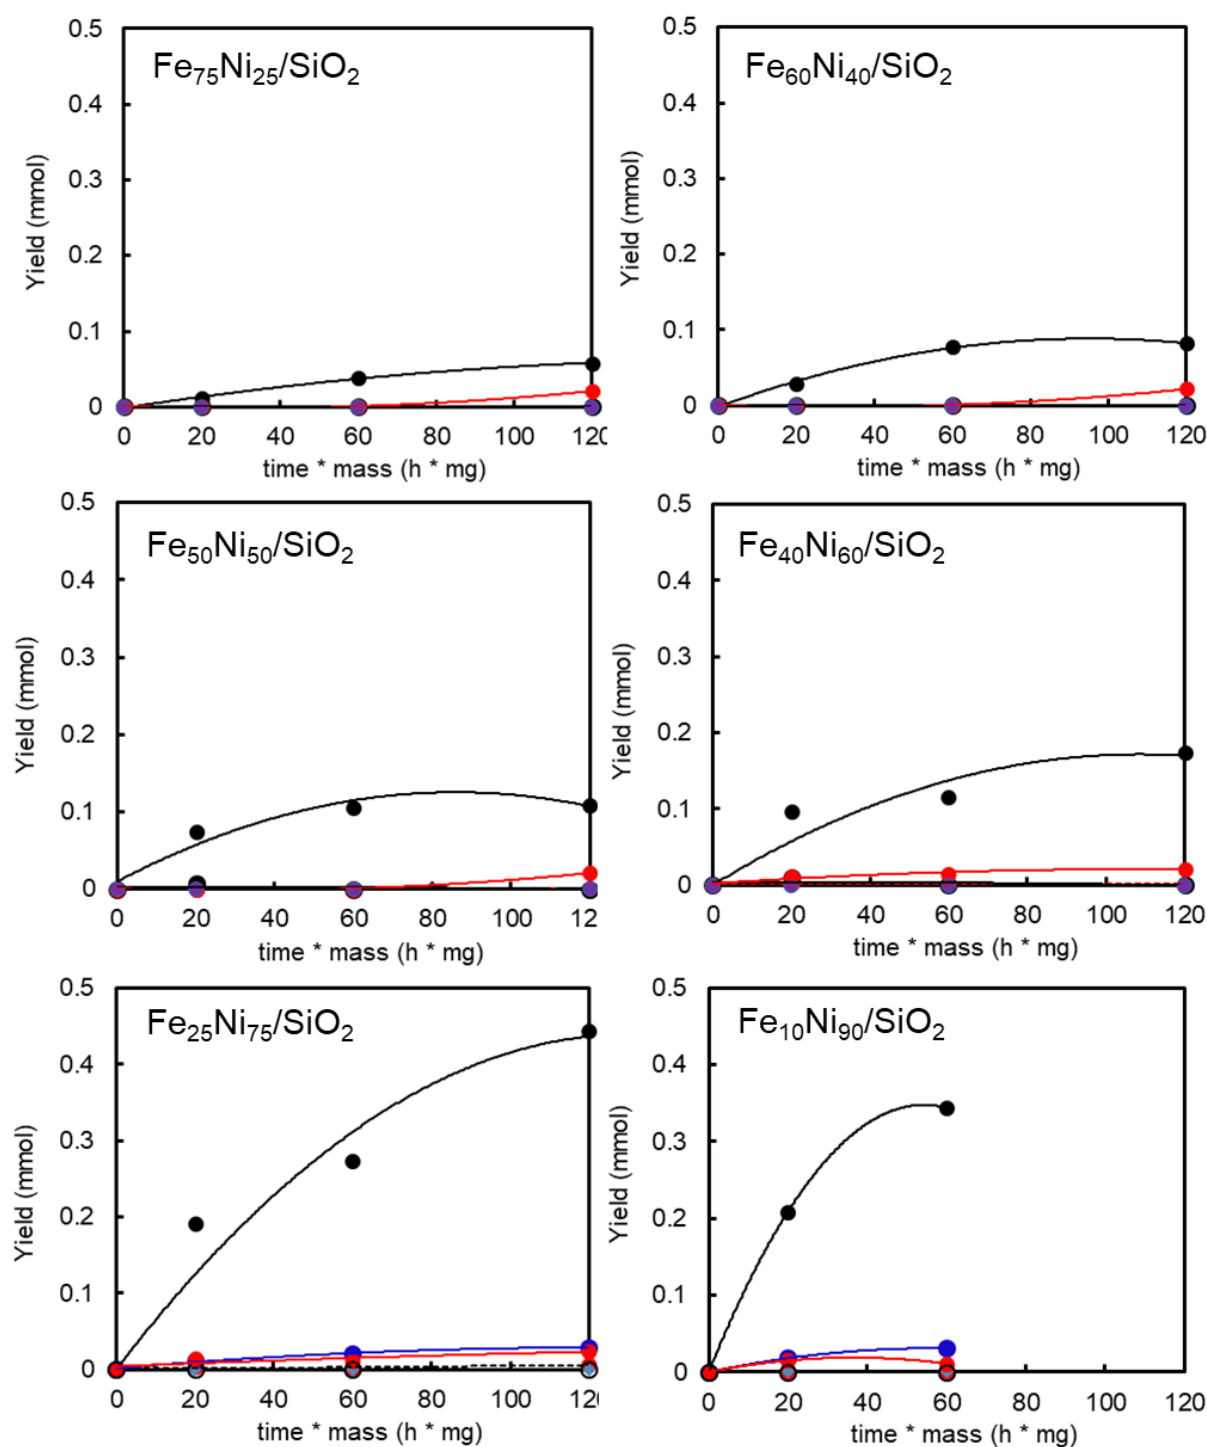 Fe₇₅Ni₂₅/SiO₂
0.5
0.4
0.3
0.2
0.1
0
Yield (mmol)
0 20 40 60 80 100 120
time * mass (h * mg)
Fe₆₀Ni₄₀/SiO₂
0.5
0.4
0.3
0.2
0.1
0
Yield (mmol)
0 20 40 60 80 100 120
time * mass (h * mg)
Fe₅₀Ni₅₀/SiO₂
0.5
0.4
0.3
0.2
0.1
0
Yield (mmol)
0 20 40 60 80 100 120
time * mass (h * mg)
Fe₄₀Ni₆₀/SiO₂
0.5
0.4
0.3
0.2
0.1
0
Yield (mmol)
0 20 40 60 80 100 120
time * mass (h * mg)
Fe₂₅Ni₇₅/SiO₂
0.5
0.4
0.3
0.2
0.1
0
Yield (mmol)
0 20 40 60 80 100 120
time * mass (h * mg)
Fe₁₀Ni₉₀/SiO₂
0.5
0.4
0.3
0.2
0.1
0
Yield (mmol)
0 20 40 60 80 100 120
time * mass (h * mg)